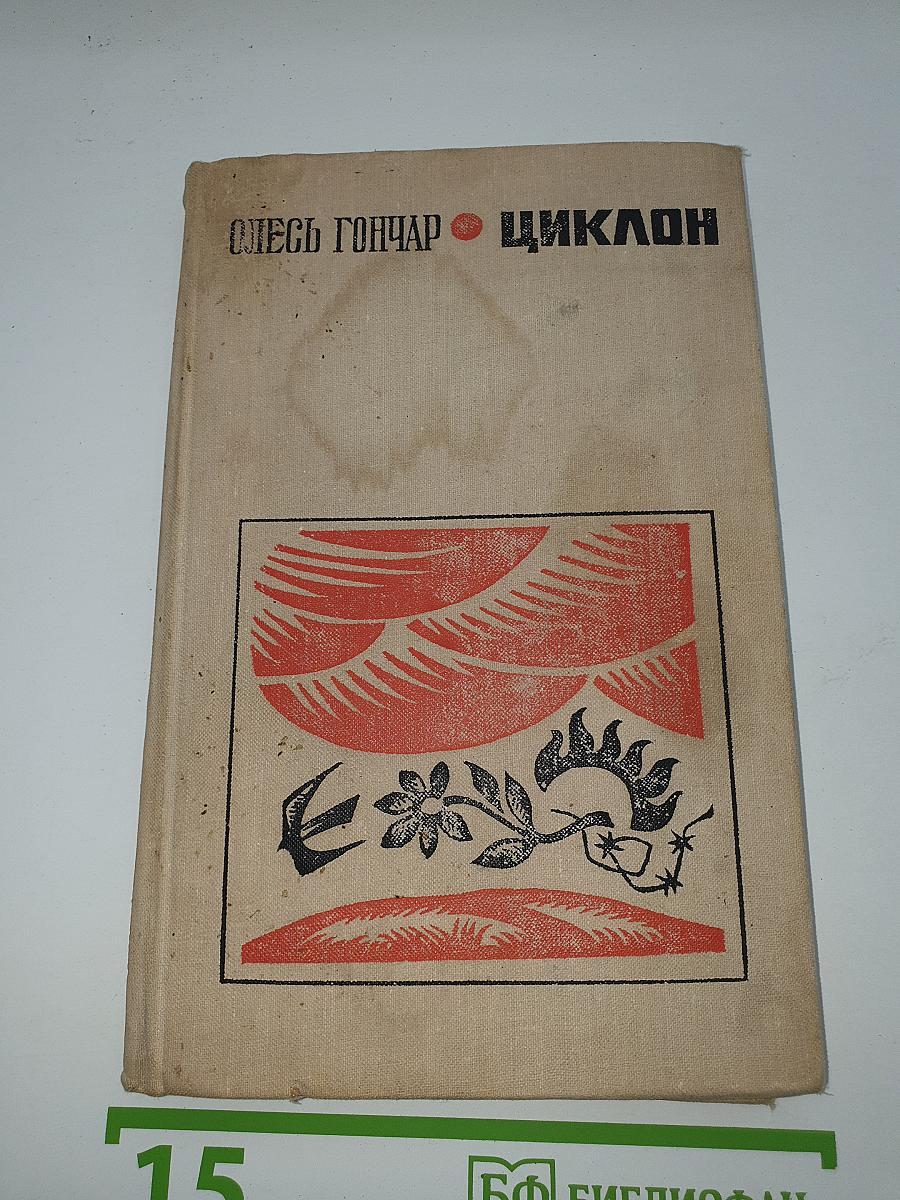 ОЛЕСЬ ГОНЧАР • ЦИКЛОН
15
БФ БИБЛИОФАН